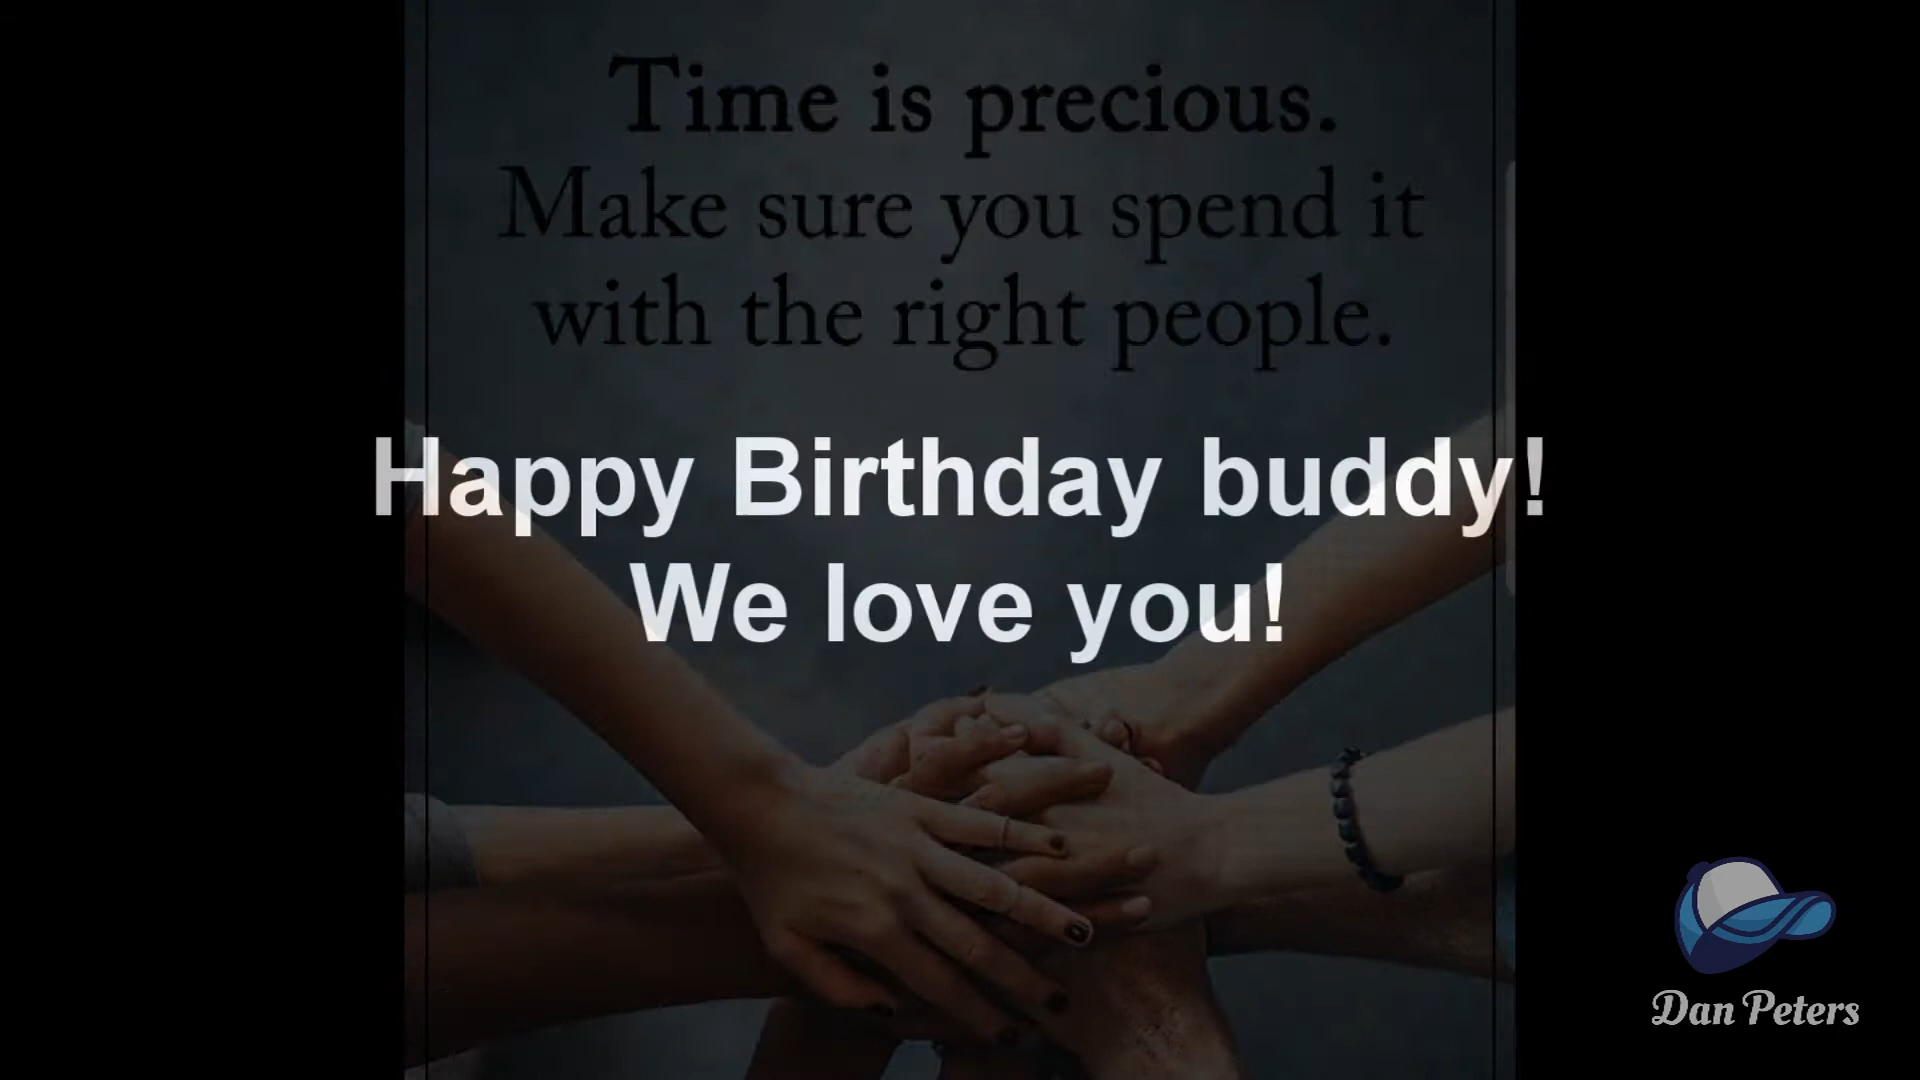 Time is precious.
Make sure you spend it
with the right people.
Happy Birthday buddy!
We love you!
Dan Peters